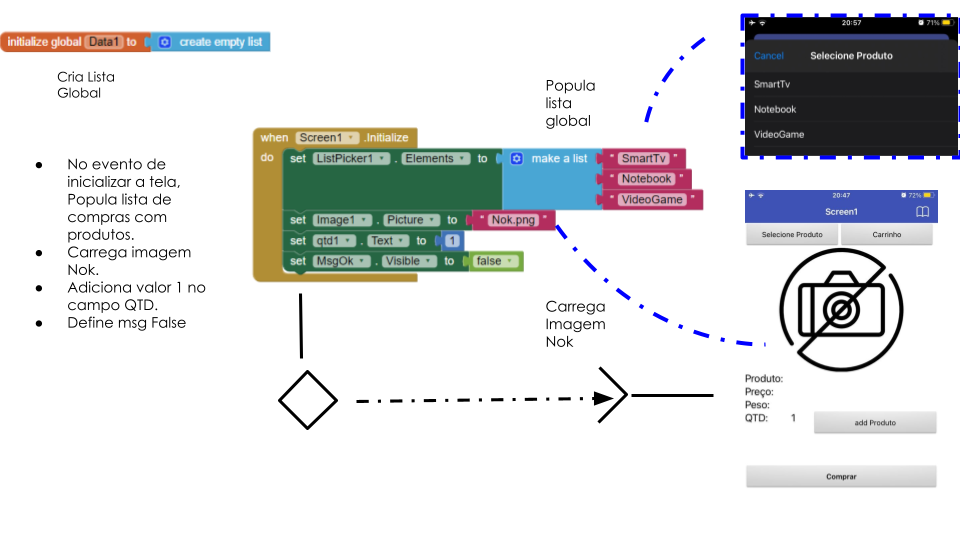 initialize global Data1 to create empty list
Cria Lista
Global
● No evento de
inicializar a tela,
Popula lista de
compras com
produtos.
● Carrega imagem
Nok.
● Adiciona valor 1 no
campo QTD.
● Define msg False
when Screen1 .Initialize
do set ListPicker1 . Elements to make a list " SmartTv "
" Notebook "
" VideoGame "
set Image1 . Picture to " Nok.png "
set qtd1 . Text to 1
set MsgOk . Visible to false
Popula
lista
global
Carrega
Imagem
Nok
20:57 71%
Cancel Selecione Produto
SmartTv
Notebook
VideoGame
20:47 72%
Screen1
Selecione Produto Carrinho
Produto:
Preço:
Peso:
QTD: 1 add Produto
Comprar